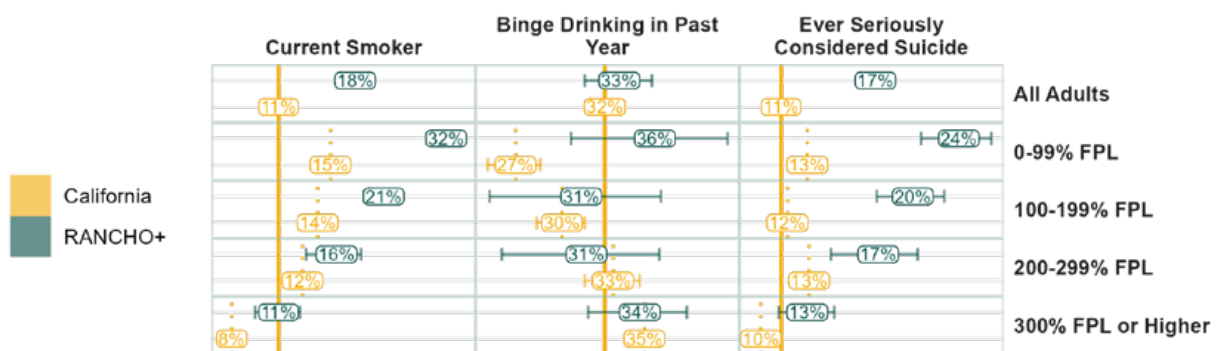 Current Smoker
Binge Drinking in Past
Year
Ever Seriously
Considered Suicide
18%
33%
17%
All Adults
11%
32%
11%
32%
36%
24%
0-99% FPL
15%
27%
13%
21%
31%
20%
100-199% FPL
14%
30%
12%
16%
31%
17%
200-299% FPL
12%
33%
13%
11%
34%
13%
300% FPL or Higher
8%
35%
10%
California
RANCHO+